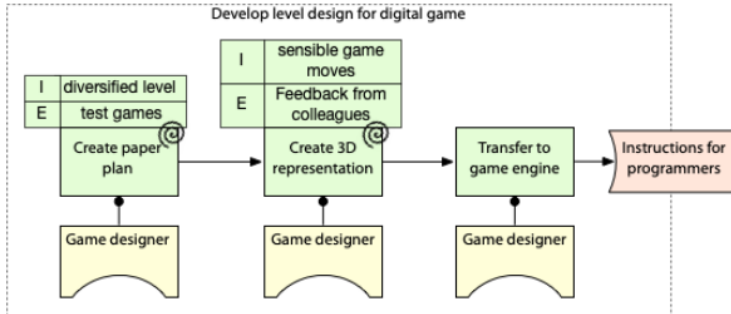 Develop level design for digital game
I diversified level
E test games
Create paper
plan
I sensible game
moves
E Feedback from
colleagues
Create 3D
representation
Transfer to
game engine
Instructions for
programmers
Game designer
Game designer
Game designer